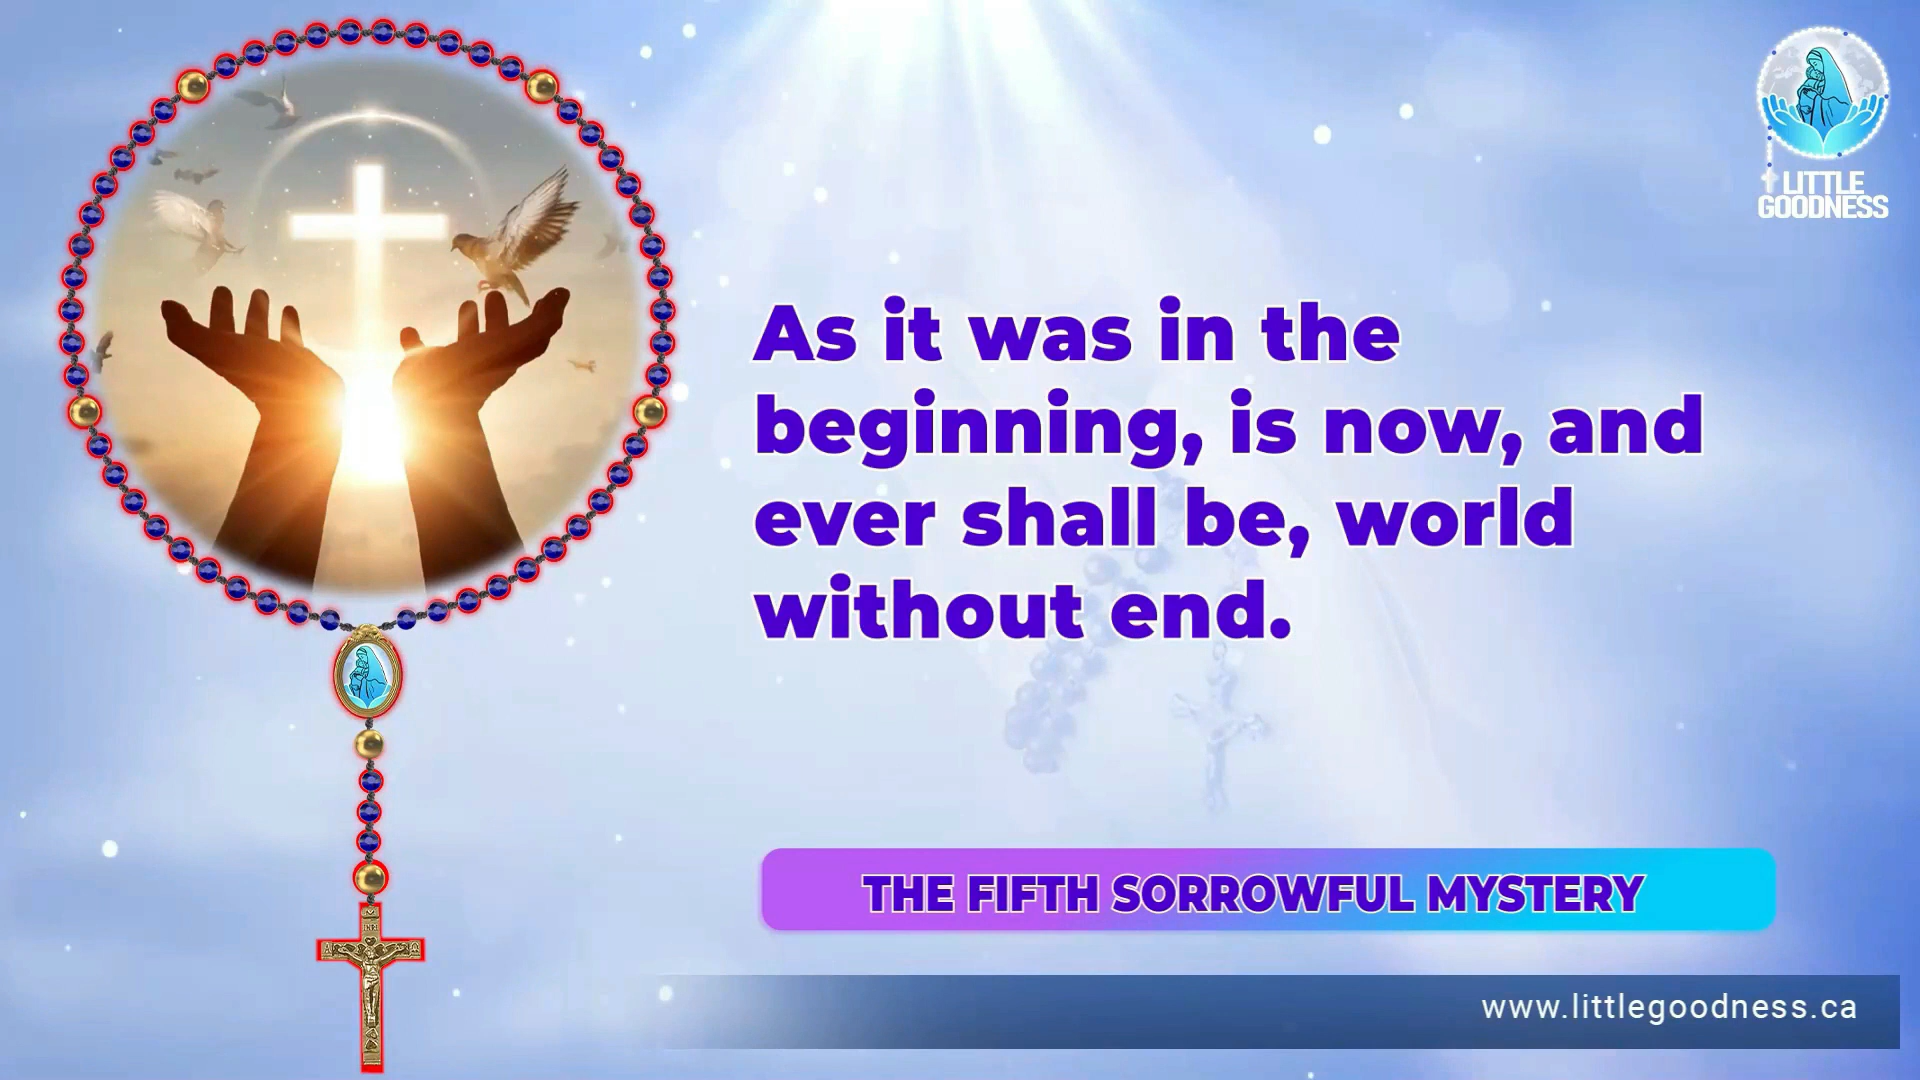 LITTLE
GOODNESS
As it was in the
beginning, is now, and
ever shall be, world
without end.
THE FIFTH SORROWFUL MYSTERY
INRI
www.littlegoodness.ca